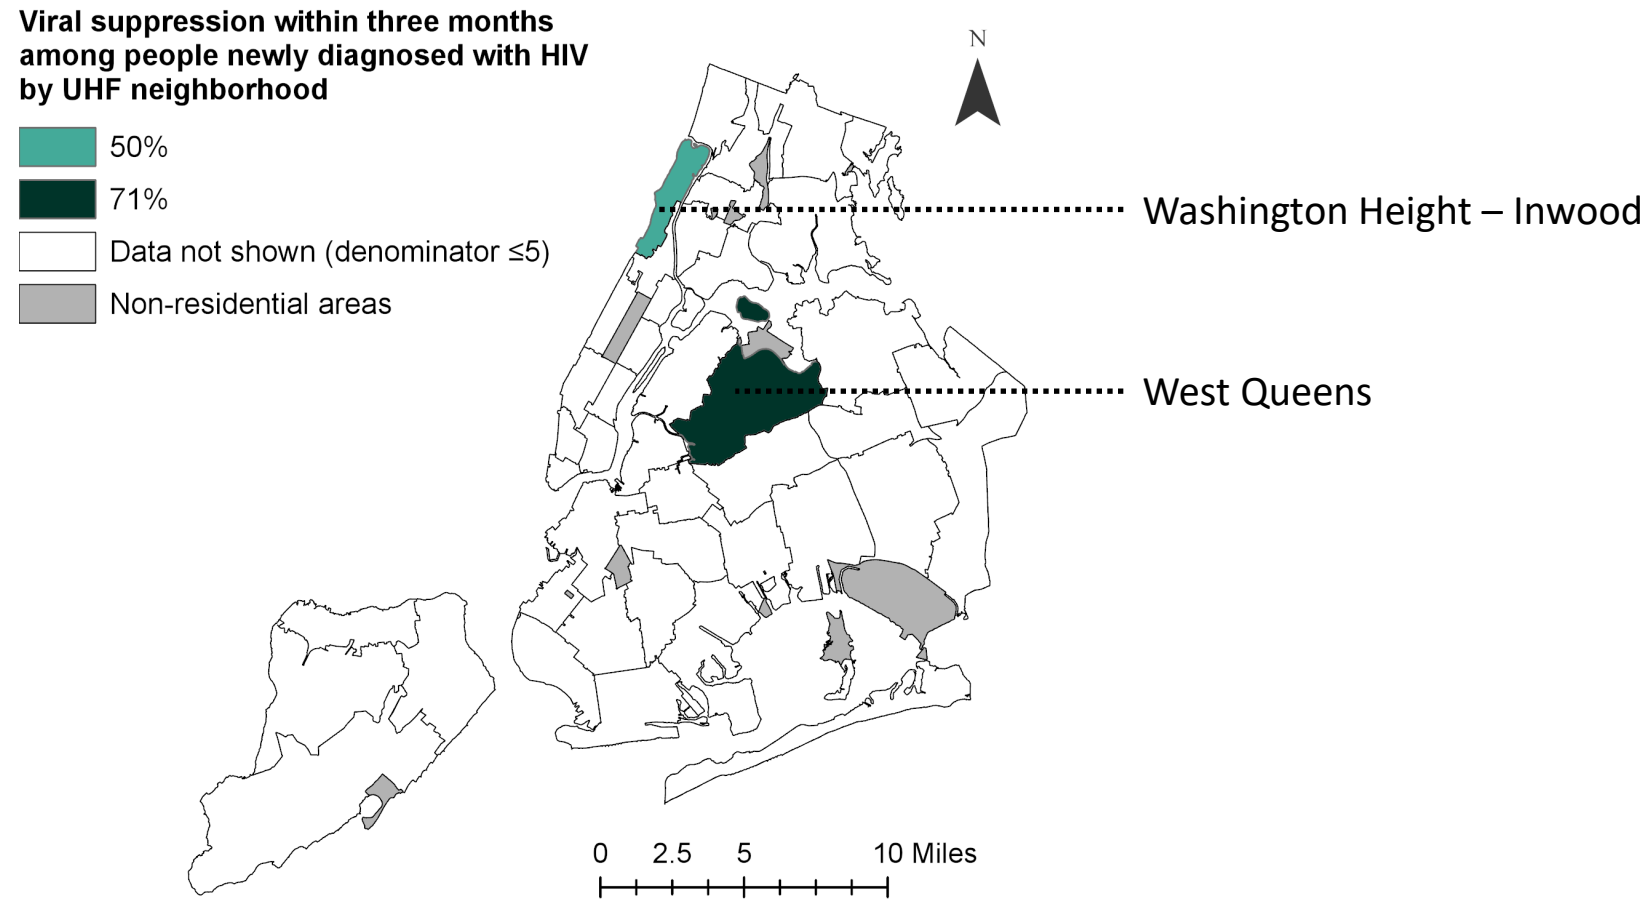 Viral suppression within three months
among people newly diagnosed with HIV
by UHF neighborhood
50%
71%
Data not shown (denominator ≤5)
Non-residential areas
N
Washington Height – Inwood
West Queens
0 2.5 5 10 Miles